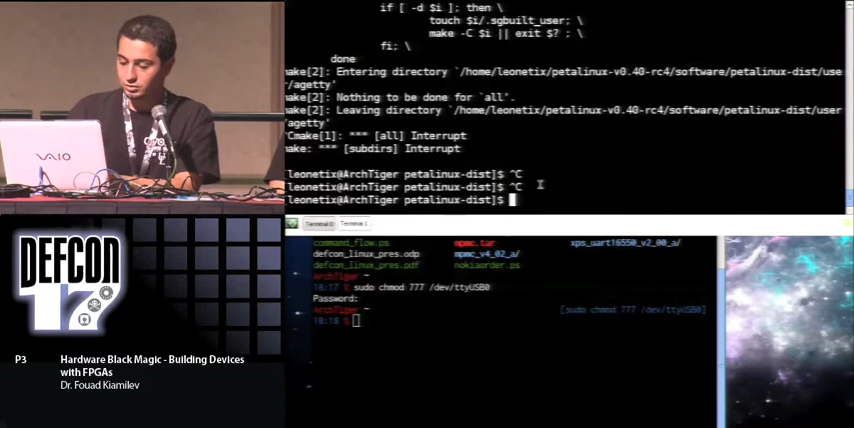 if [ -d $i ]; then \
touch $i/.sgbuilt_user; \
make -C $i || exit $? ; \
fi; \
done
make[2]: Entering directory `/home/leonetix/petalinux-v0.40-rc4/software/petalinux-dist/user
/agetty'
make[2]: Nothing to be done for `all'.
make[2]: Leaving directory `/home/leonetix/petalinux-v0.40-rc4/software/petalinux-dist/user
/agetty'
^Cmake[1]: *** [all] Interrupt
make: *** [subdirs] Interrupt
[leonetix@ArchTiger petalinux-dist]$ ^C
[leonetix@ArchTiger petalinux-dist]$ ^C
[leonetix@ArchTiger petalinux-dist]$
Terminal 0 Terminal 1
command_flow.ps mpmc.tar xps_uart16550_v2_00_a/
defcon_linux_pres.odp mpmc_v4_02_a/
defcon_linux_pres.pdf nokiaorder.ps
ArchTiger ~
18:17 % sudo chmod 777 /dev/ttyUSB0
Password:
ArchTiger ~ [sudo chmod 777 /dev/ttyUSB0]
18:18 %
VAIO
DEFCON
17
P3 Hardware Black Magic - Building Devices
with FPGAs
Dr. Fouad Kiamilev